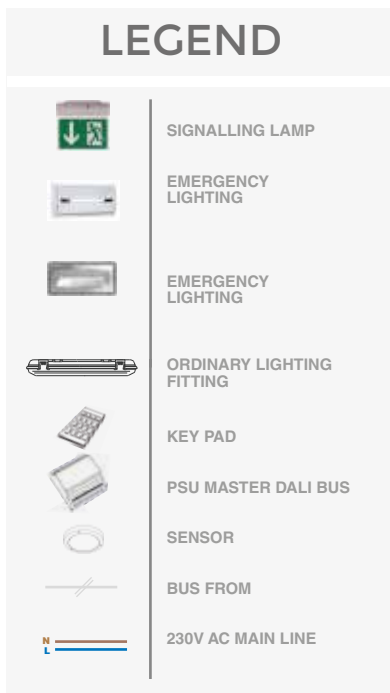 LEGEND
SIGNALLING LAMP
EMERGENCY
LIGHTING
EMERGENCY
LIGHTING
ORDINARY LIGHTING
FITTING
KEY PAD
PSU MASTER DALI BUS
SENSOR
BUS FROM
N
L
230V AC MAIN LINE